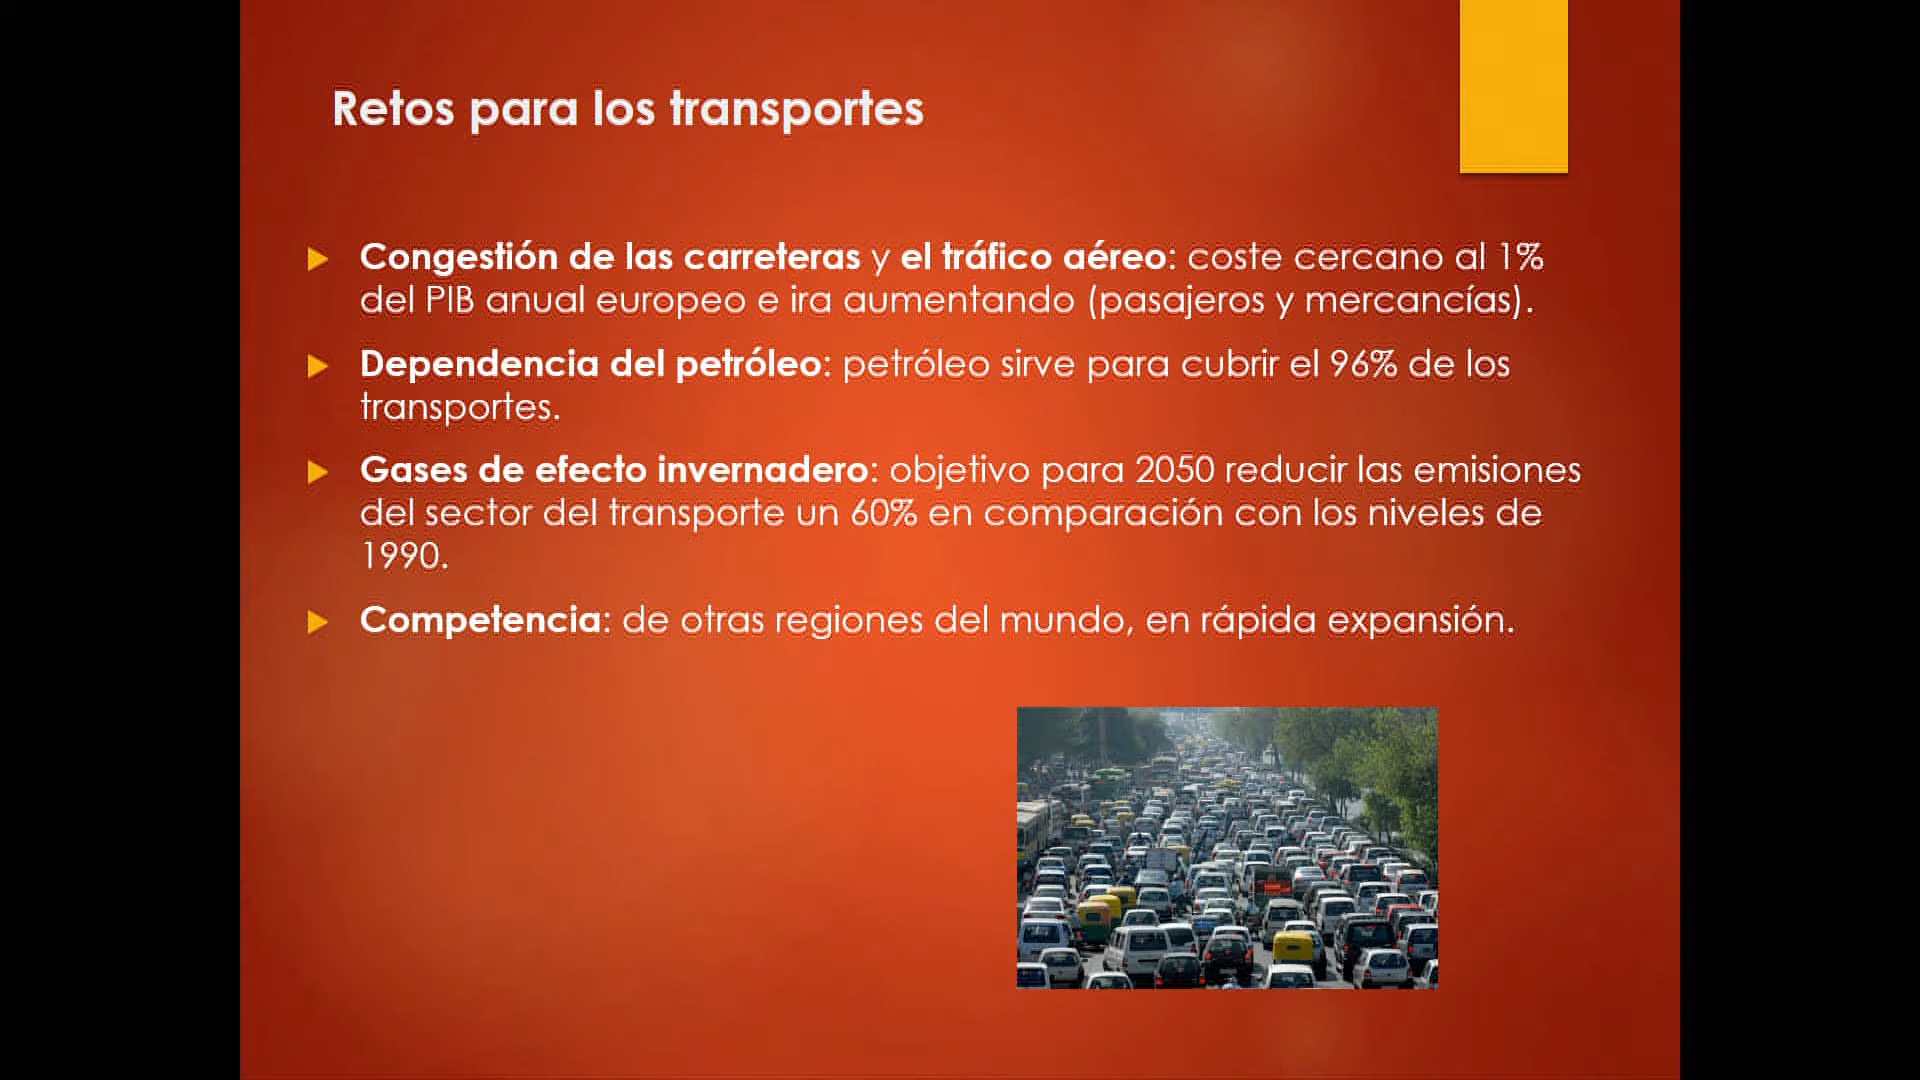 Retos para los transportes
Congestión de las carreteras y el tráfico aéreo: coste cercano al 1%
del PIB anual europeo e ira aumentando (pasajeros y mercancías).
Dependencia del petróleo: petróleo sirve para cubrir el 96% de los
transportes.
Gases de efecto invernadero: objetivo para 2050 reducir las emisiones
del sector del transporte un 60% en comparación con los niveles de
1990.
Competencia: de otras regiones del mundo, en rápida expansión.